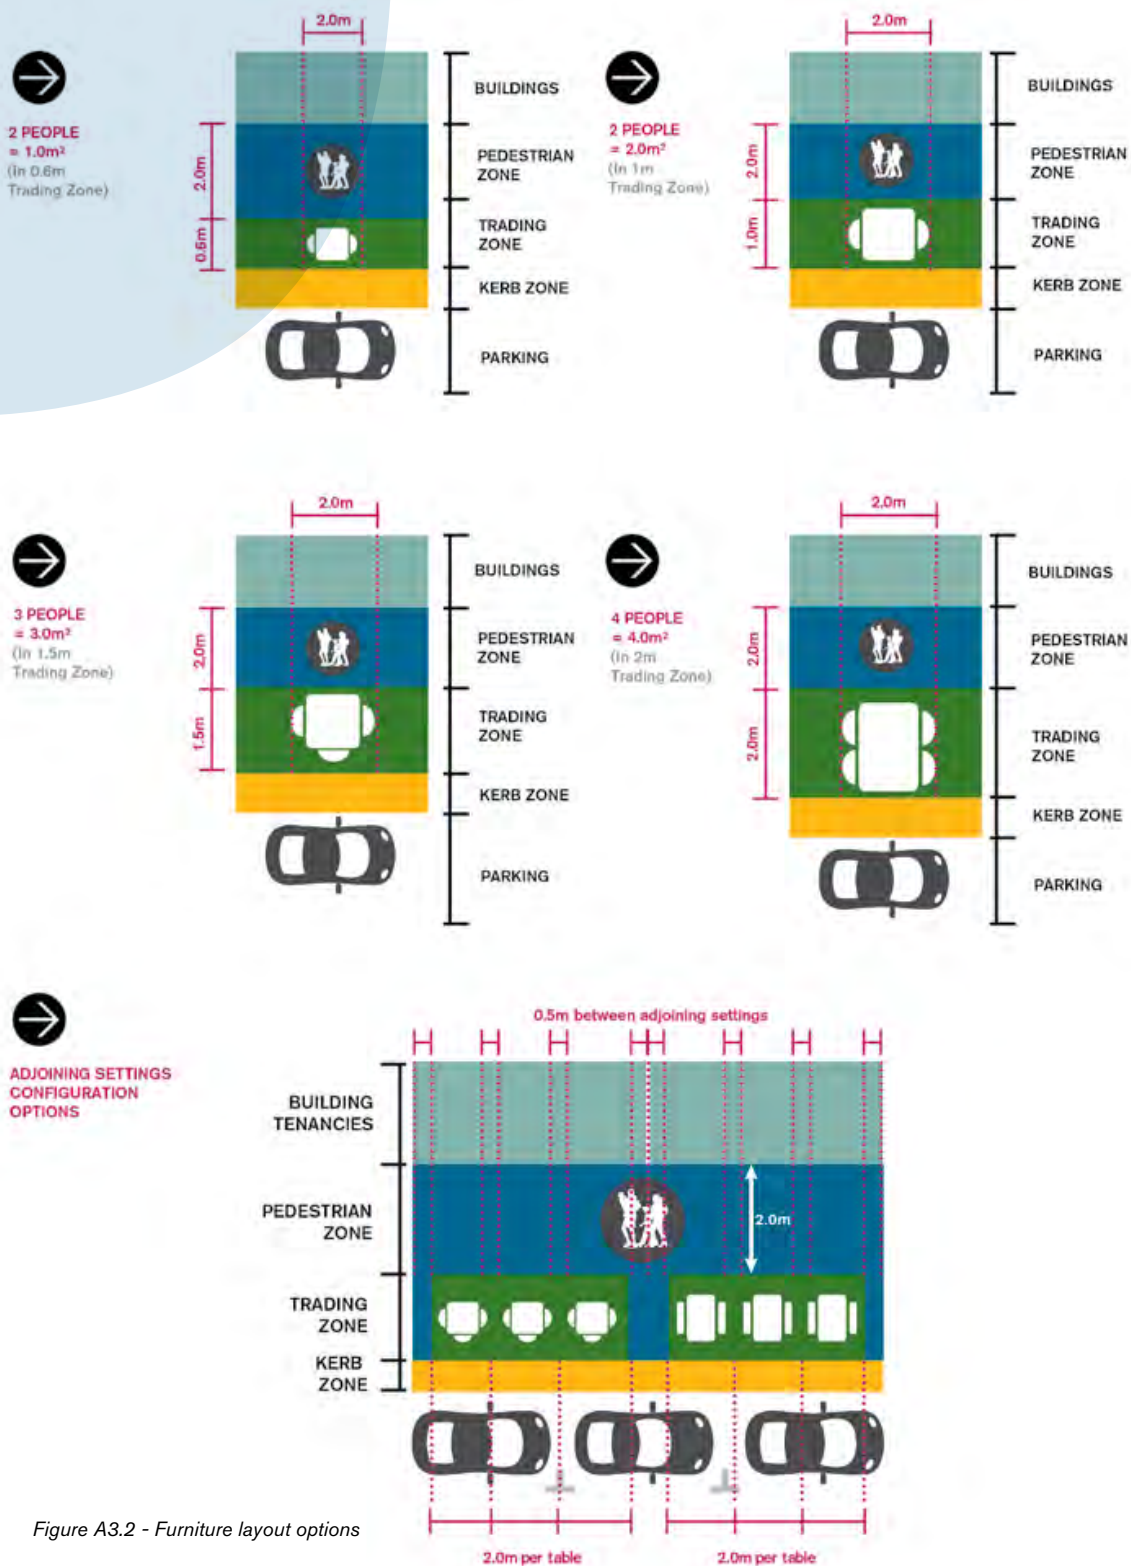 2.0m
2 PEOPLE
= 1.0m²
(In 0.6m
Trading Zone)
2.0m
0.6m
BUILDINGS
PEDESTRIAN
ZONE
TRADING
ZONE
KERB ZONE
PARKING
2.0m
2 PEOPLE
= 2.0m²
(In 1m
Trading Zone)
2.0m
1.0m
BUILDINGS
PEDESTRIAN
ZONE
TRADING
ZONE
KERB ZONE
PARKING
2.0m
3 PEOPLE
= 3.0m²
(In 1.5m
Trading Zone)
2.0m
1.5m
BUILDINGS
PEDESTRIAN
ZONE
TRADING
ZONE
KERB ZONE
PARKING
2.0m
4 PEOPLE
= 4.0m²
(In 2m
Trading Zone)
2.0m
2.0m
BUILDINGS
PEDESTRIAN
ZONE
TRADING
ZONE
KERB ZONE
PARKING
ADJOINING SETTINGS
CONFIGURATION
OPTIONS
0.5m between adjoining settings
BUILDING
TENANCIES
PEDESTRIAN
ZONE
2.0m
TRADING
ZONE
KERB
ZONE
2.0m per table
2.0m per table
Figure A3.2 - Furniture layout options